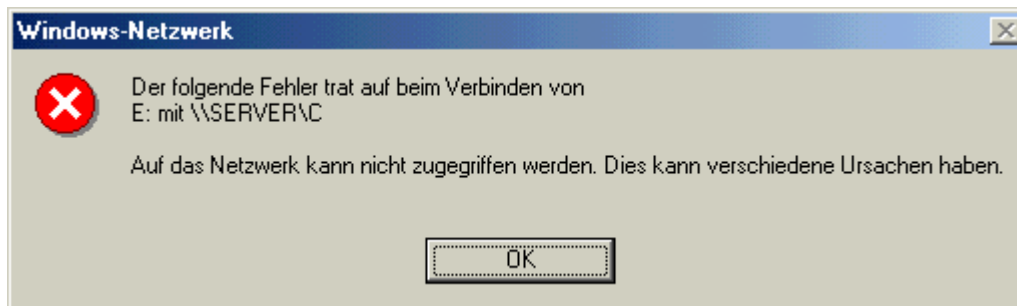 Windows-Netzwerk
Der folgende Fehler trat auf beim Verbinden von
E: mit \\SERVER\C
Auf das Netzwerk kann nicht zugegriffen werden. Dies kann verschiedene Ursachen haben.
OK